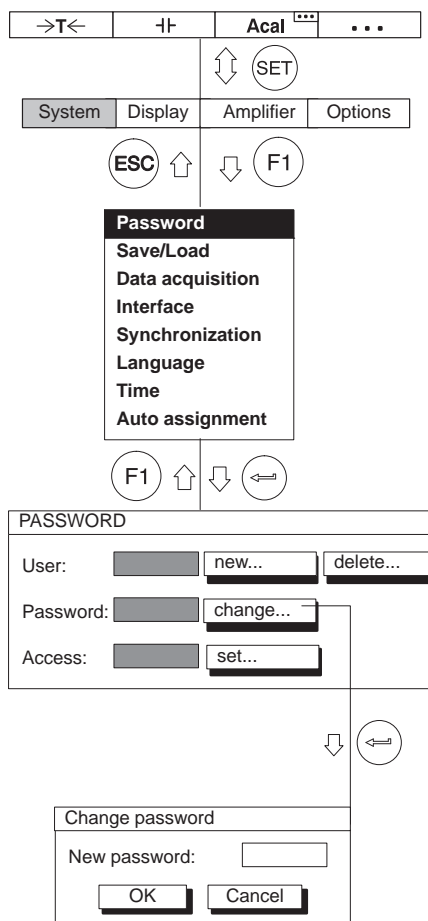 →T← ⊣⊢ Acal ... ...
SET
System Display Amplifier Options
ESC F1
Password
Save/Load
Data acquisition
Interface
Synchronization
Language
Time
Auto assignment
F1
PASSWORD
User: new... delete...
Password: change...
Access: set...
Change password
New password:
OK Cancel